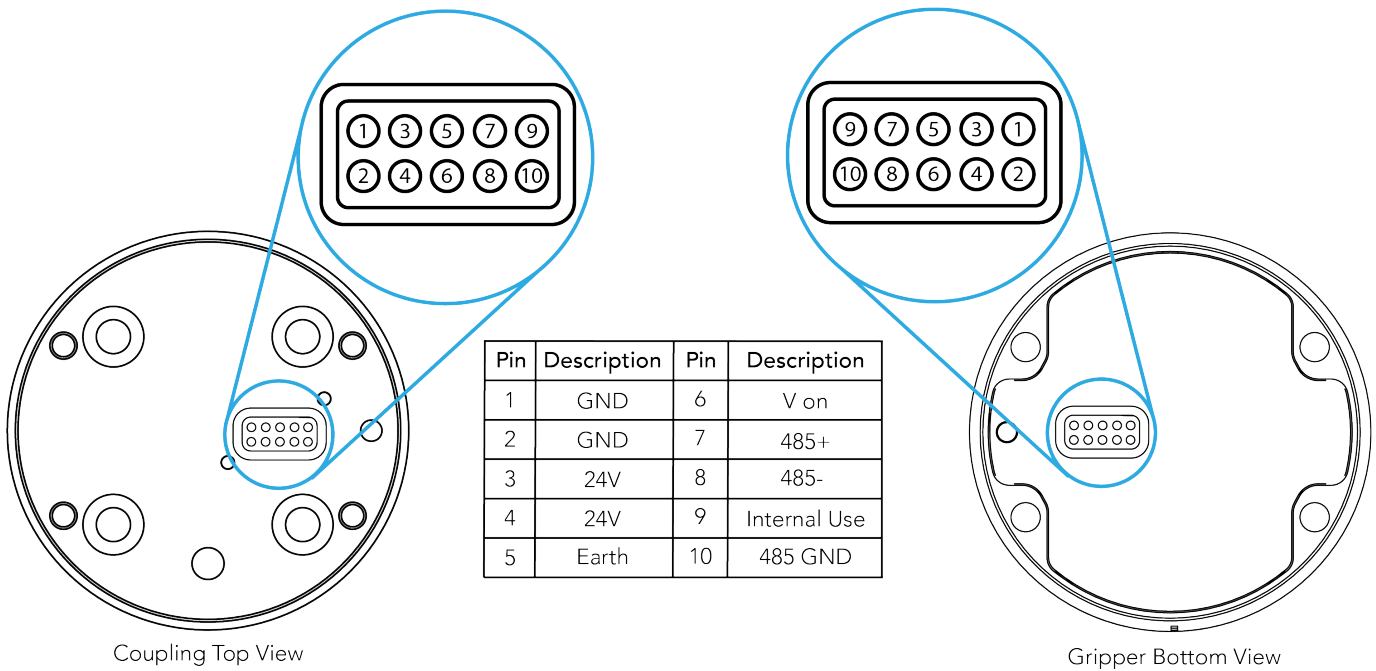 1 3 5 7 9
2 4 6 8 10
9 7 5 3 1
10 8 6 4 2
Pin Description Pin Description
1 GND 6 V on
2 GND 7 485+
3 24V 8 485-
4 24V 9 Internal Use
5 Earth 10 485 GND
Coupling Top View
Gripper Bottom View